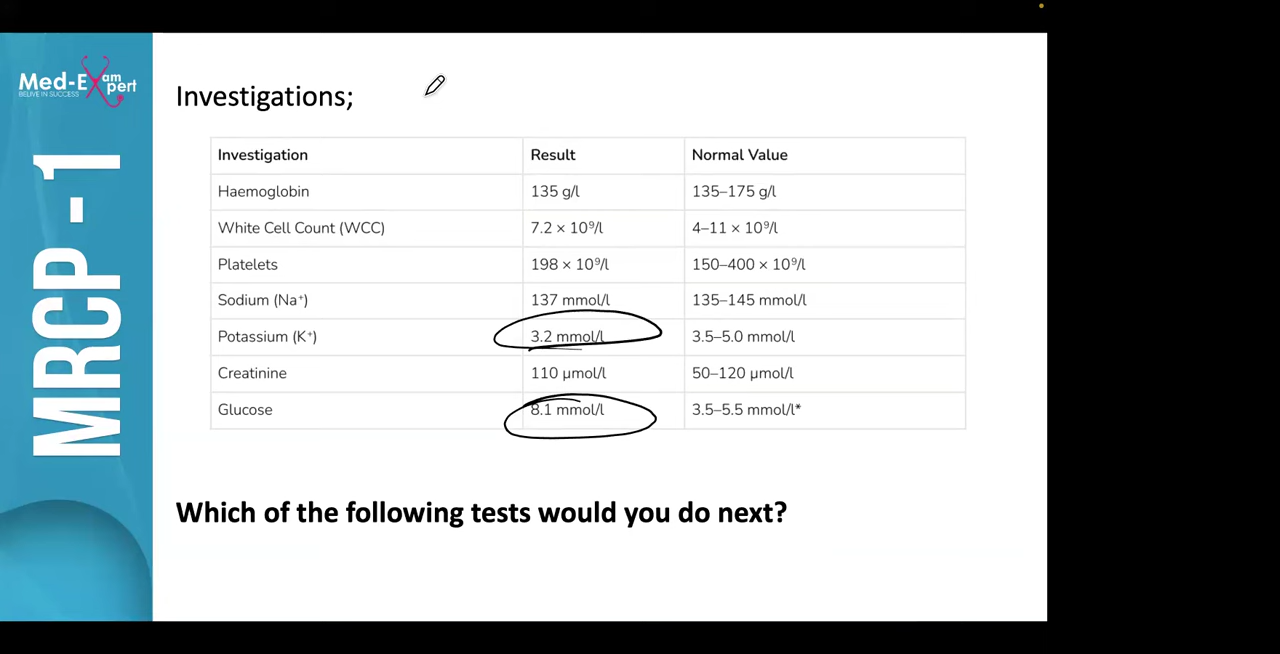 Med-Exam
pert
BELIVE IN SUCCESS
MRCP -1
Investigations;
Investigation Result Normal Value
Haemoglobin 135 g/l 135–175 g/l
White Cell Count (WCC) 7.2 × 10⁹/l 4–11 × 10⁹/l
Platelets 198 × 10⁹/l 150–400 × 10⁹/l
Sodium (Na⁺) 137 mmol/l 135–145 mmol/l
Potassium (K⁺) 3.2 mmol/l 3.5–5.0 mmol/l
Creatinine 110 µmol/l 50–120 µmol/l
Glucose 8.1 mmol/l 3.5–5.5 mmol/l*
Which of the following tests would you do next?